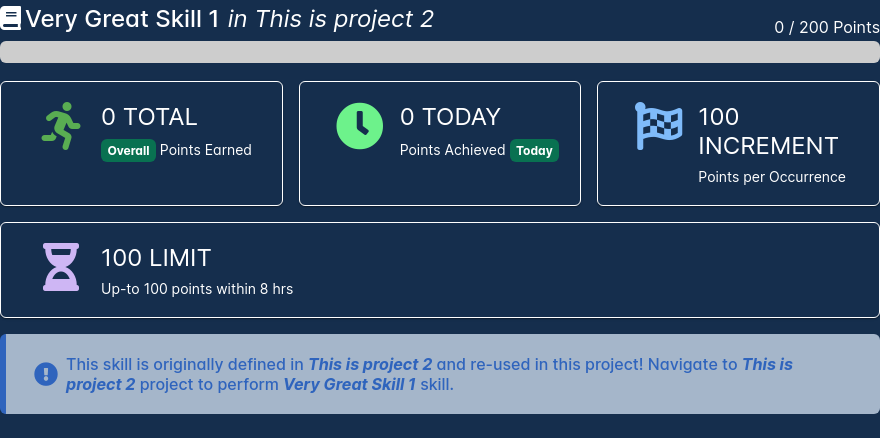 Very Great Skill 1 in This is project 2
0 / 200 Points
0 TOTAL
Overall Points Earned
0 TODAY
Points Achieved Today
100
INCREMENT
Points per Occurrence
100 LIMIT
Up-to 100 points within 8 hrs
This skill is originally defined in This is project 2 and re-used in this project! Navigate to This is
project 2 project to perform Very Great Skill 1 skill.